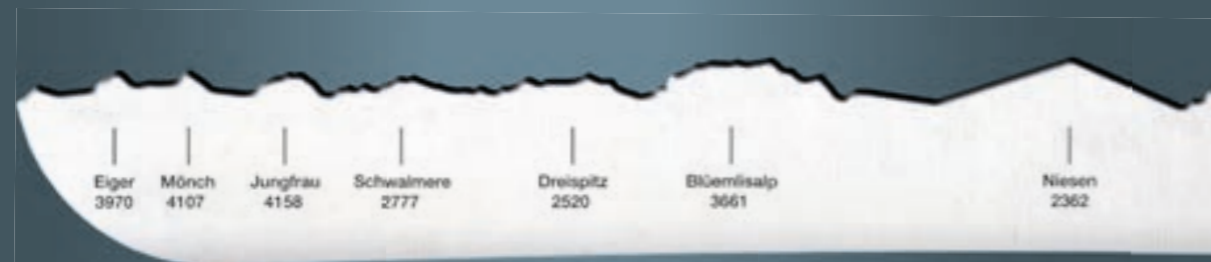 Eiger Mönch Jungfrau Schwalmere Dreispitz Blüemlisalp Niesen
3970 4107 4158 2777 2520 3661 2362